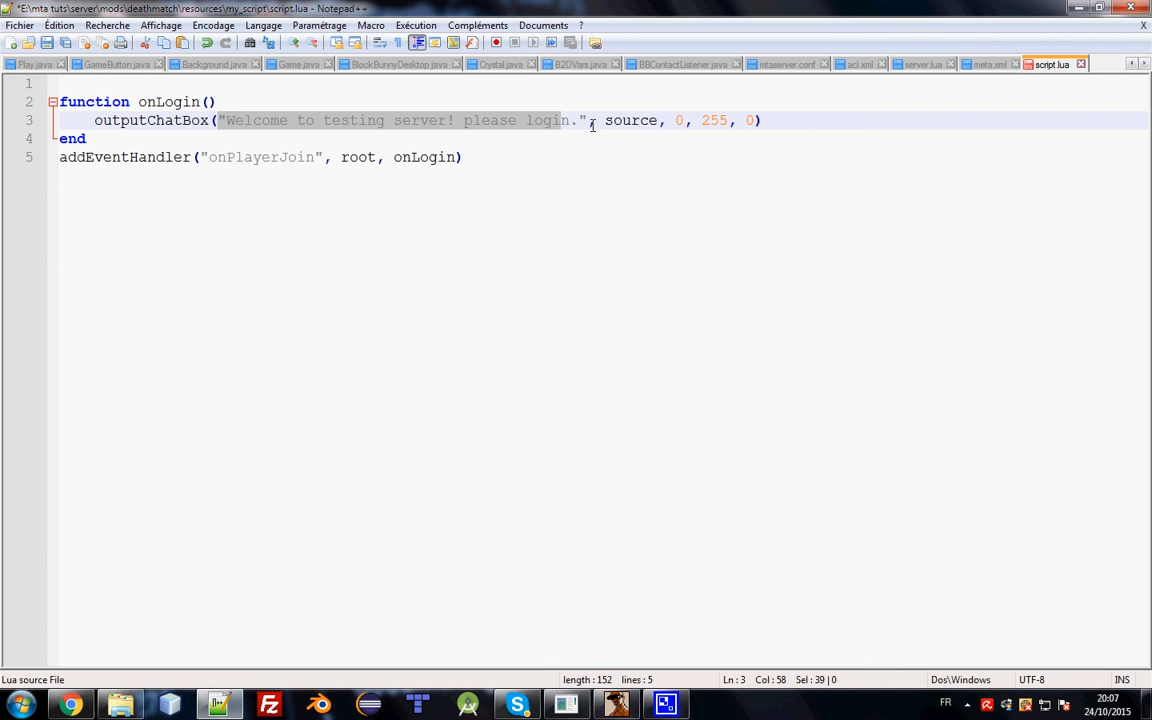 *E:\mta tuts\server\mods\deathmatch\resources\my_script\script.lua - Notepad++
Fichier Édition Recherche Affichage Encodage Langage Paramétrage Macro Exécution Compléments Documents ? X
Play.java GameButton.java Background.java Game.java BlockBunnyDesktop.java Crystal.java B2DVars.java BBContactListener.java mtaserver.conf acl.xml server.lua meta.xml script.lua
1
2 function onLogin()
3 outputChatBox("Welcome to testing server! please login.", source, 0, 255, 0)
4 end
5 addEventHandler("onPlayerJoin", root, onLogin)
Lua source File length : 152 lines : 5 Ln : 3 Col : 58 Sel : 39 | 0 Dos\Windows UTF-8 INS
FR 20:07
24/10/2015